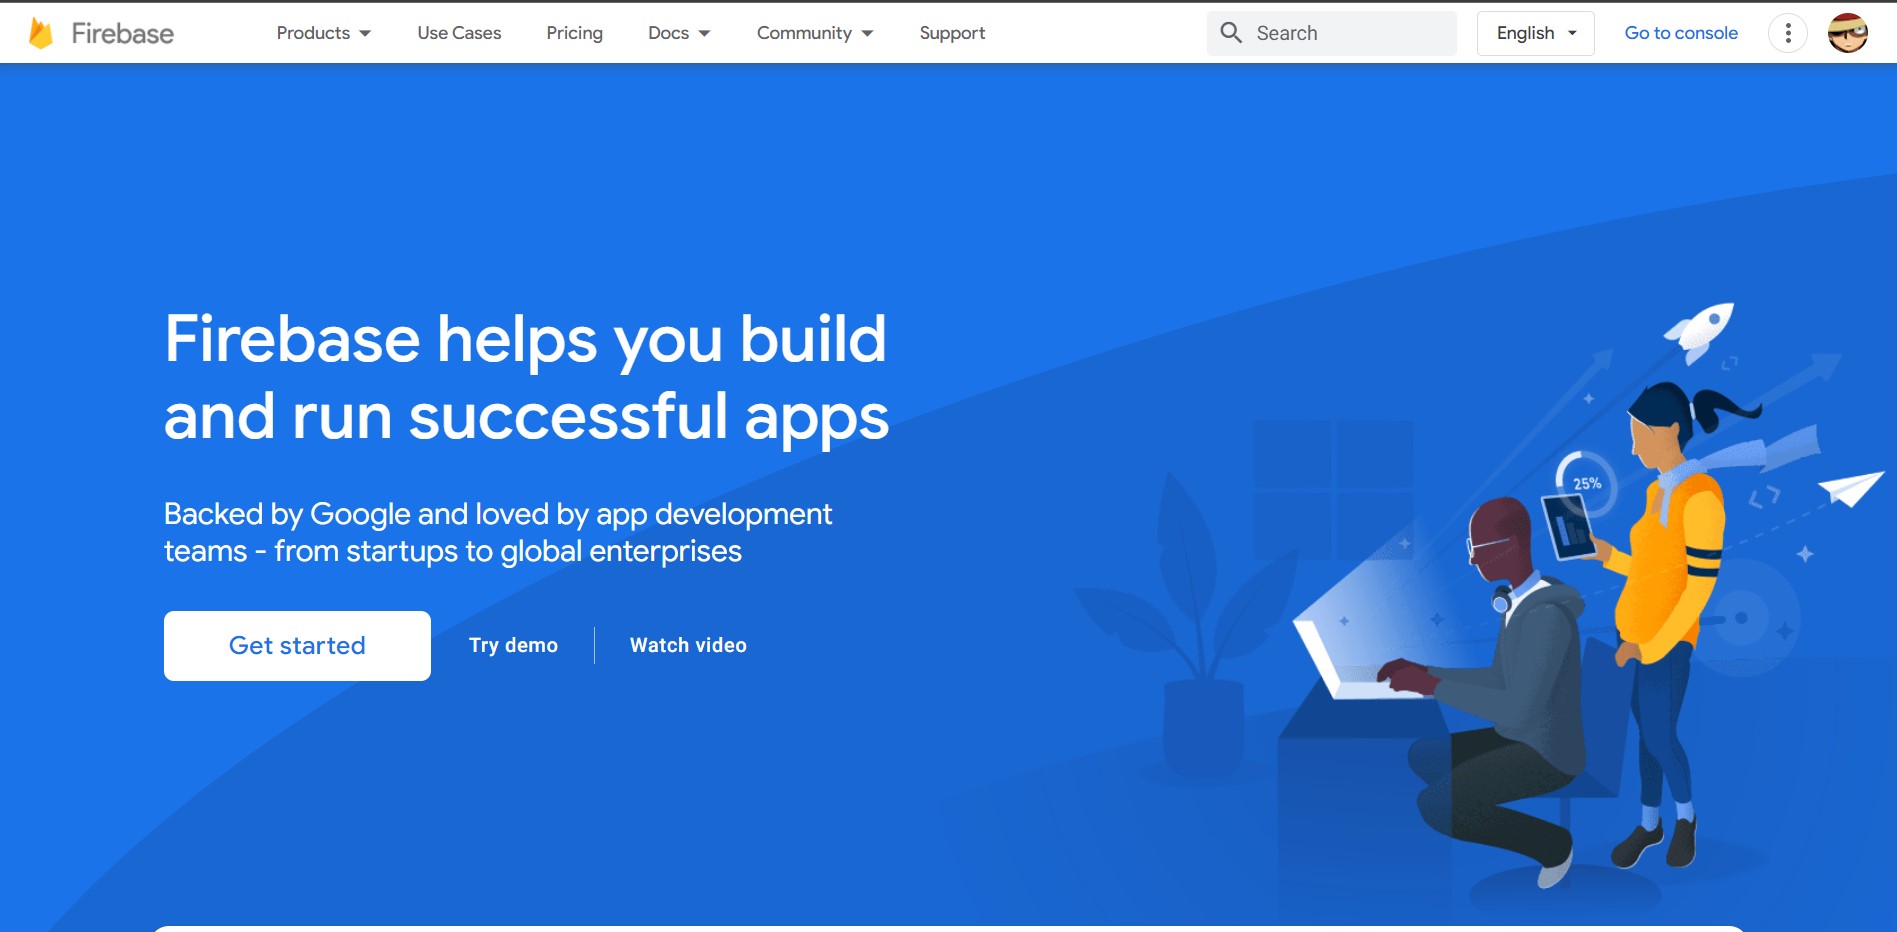 Firebase Products Use Cases Pricing Docs Community Support Search English Go to console
Firebase helps you build
and run successful apps
Backed by Google and loved by app development
teams - from startups to global enterprises
Get started Try demo Watch video
25%